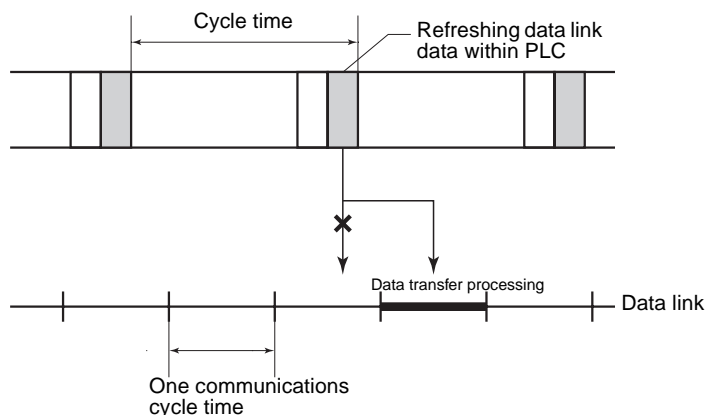 Cycle time
Refreshing data link
data within PLC
Data transfer processing
Data link
One communications
cycle time